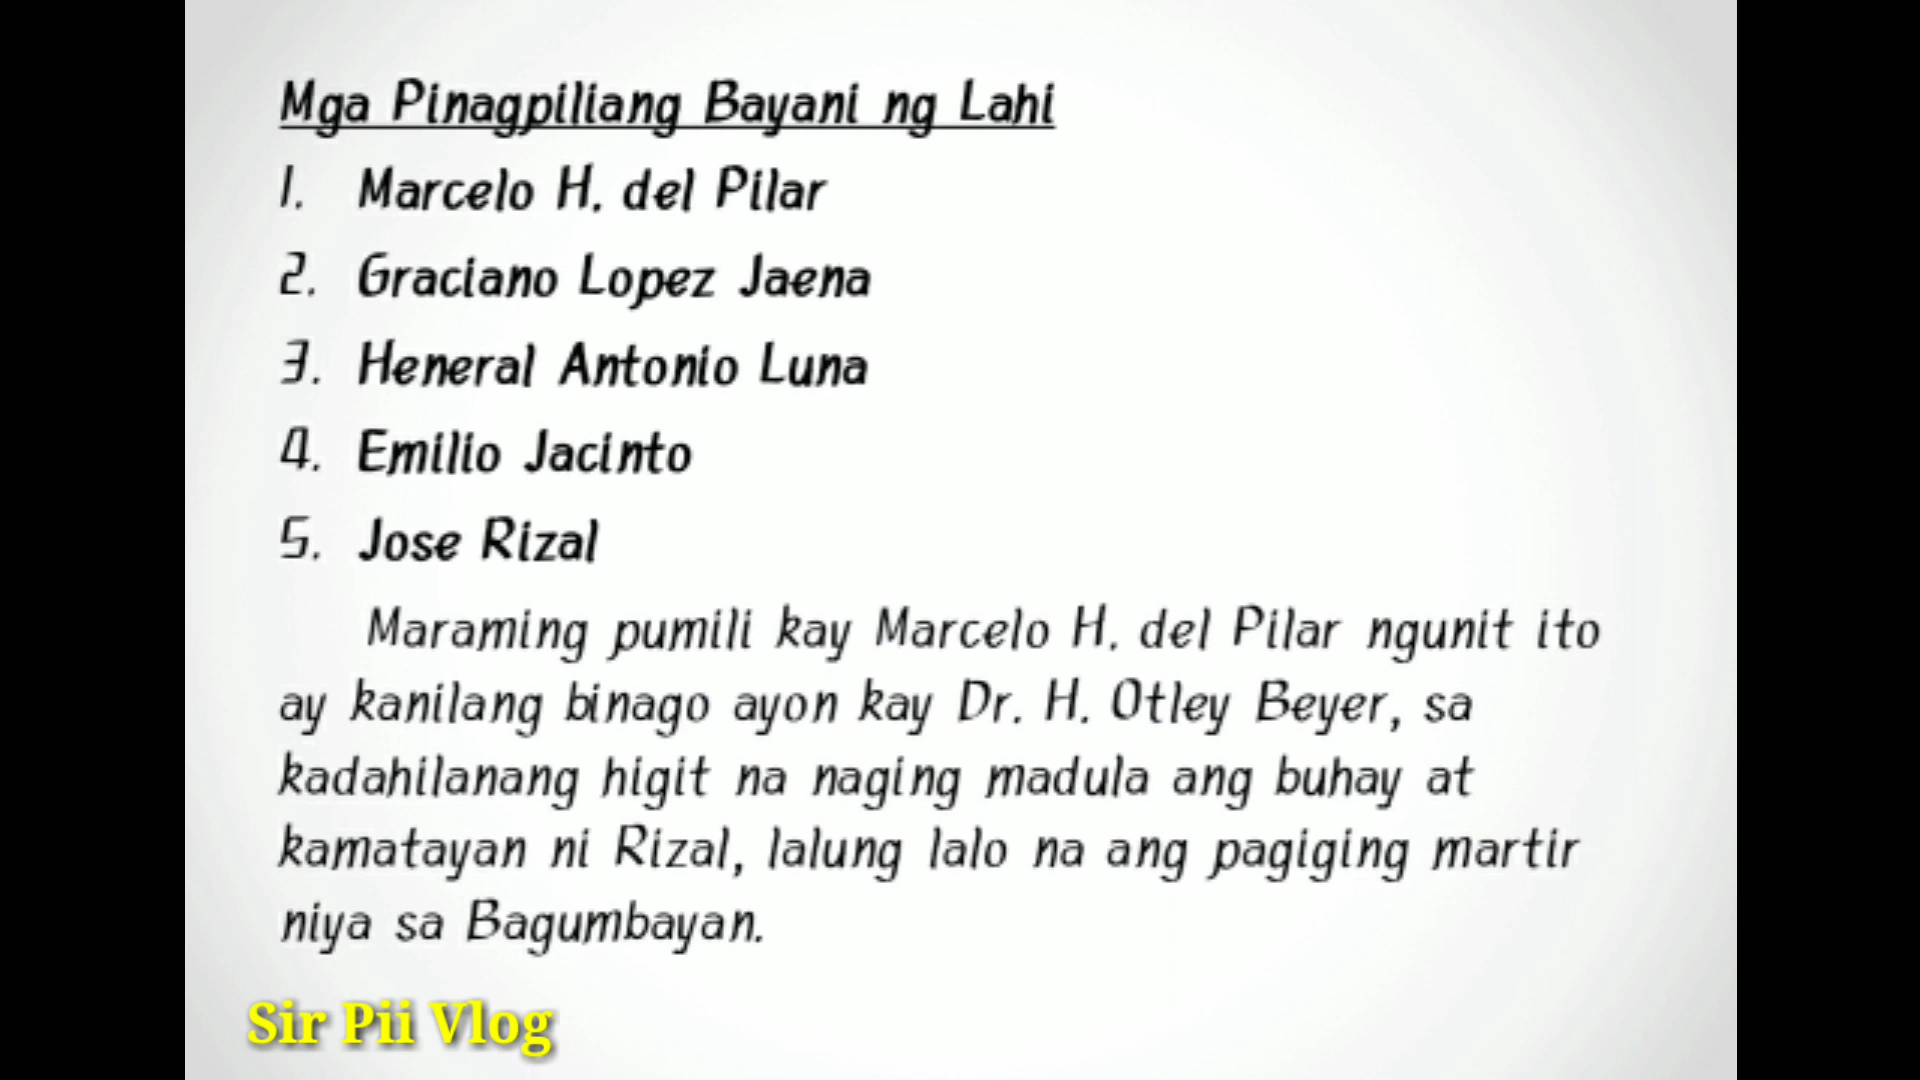 Mga Pinagpiliang Bayani ng Lahi
1. Marcelo H. del Pilar
2. Graciano Lopez Jaena
3. Heneral Antonio Luna
4. Emilio Jacinto
5. Jose Rizal
Maraming pumili kay Marcelo H. del Pilar ngunit ito
ay kanilang binago ayon kay Dr. H. Otley Beyer, sa
kadahilanang higit na naging madula ang buhay at
kamatayan ni Rizal, lalung lalo na ang pagiging martir
niya sa Bagumbayan.
Sir Pii Vlog